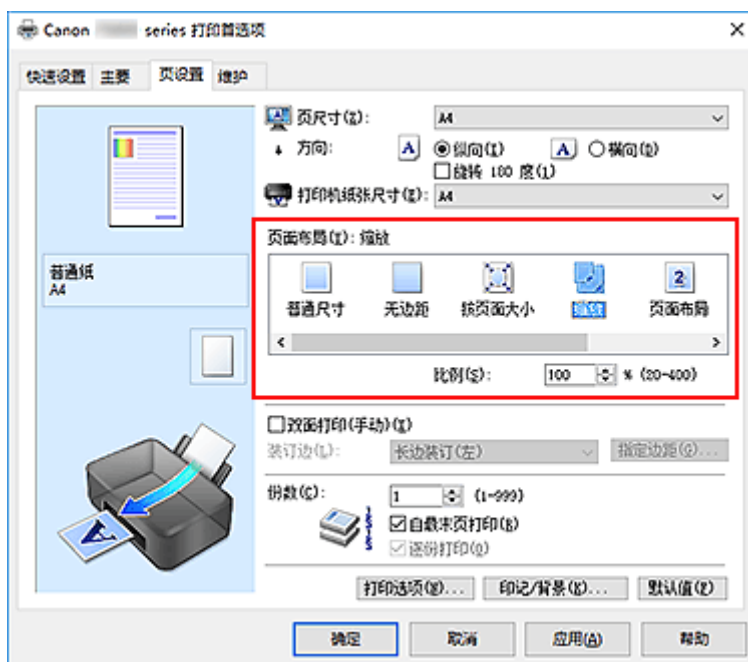 Canon series 打印首选项
快速设置 主要 页设置 维护
页尺寸(Z): A4
方向: A 纵向(I) A 横向(D)
旋转 180 度(1)
打印机纸张尺寸(E): A4
页面布局(I): 缩放
普通尺寸 无边距 按页面大小 缩放 页面布局
2
比例(S): 100 % (20-400)
普通纸
A4
双面打印(手动)(X)
装订边(L): 长边装订(左) 指定边距(G)...
份数(C): 1 (1-999)
自最末页打印(R)
逐份打印(O)
打印选项(N)... 印记/背景(K)... 默认值(F)
确定 取消 应用(A) 帮助